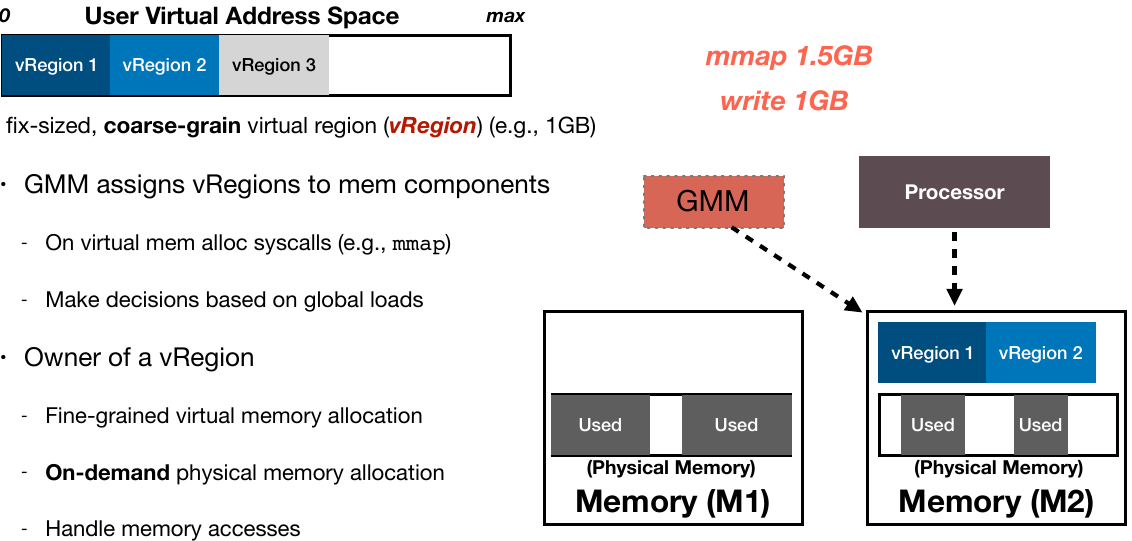 0 User Virtual Address Space max
vRegion 1 vRegion 2 vRegion 3
fix-sized, coarse-grain virtual region (vRegion) (e.g., 1GB)
• GMM assigns vRegions to mem components
- On virtual mem alloc syscalls (e.g., mmap)
- Make decisions based on global loads
• Owner of a vRegion
- Fine-grained virtual memory allocation
- On-demand physical memory allocation
- Handle memory accesses
mmap 1.5GB
write 1GB
GMM
Processor
Used Used
(Physical Memory)
Memory (M1)
vRegion 1 vRegion 2
Used Used
(Physical Memory)
Memory (M2)